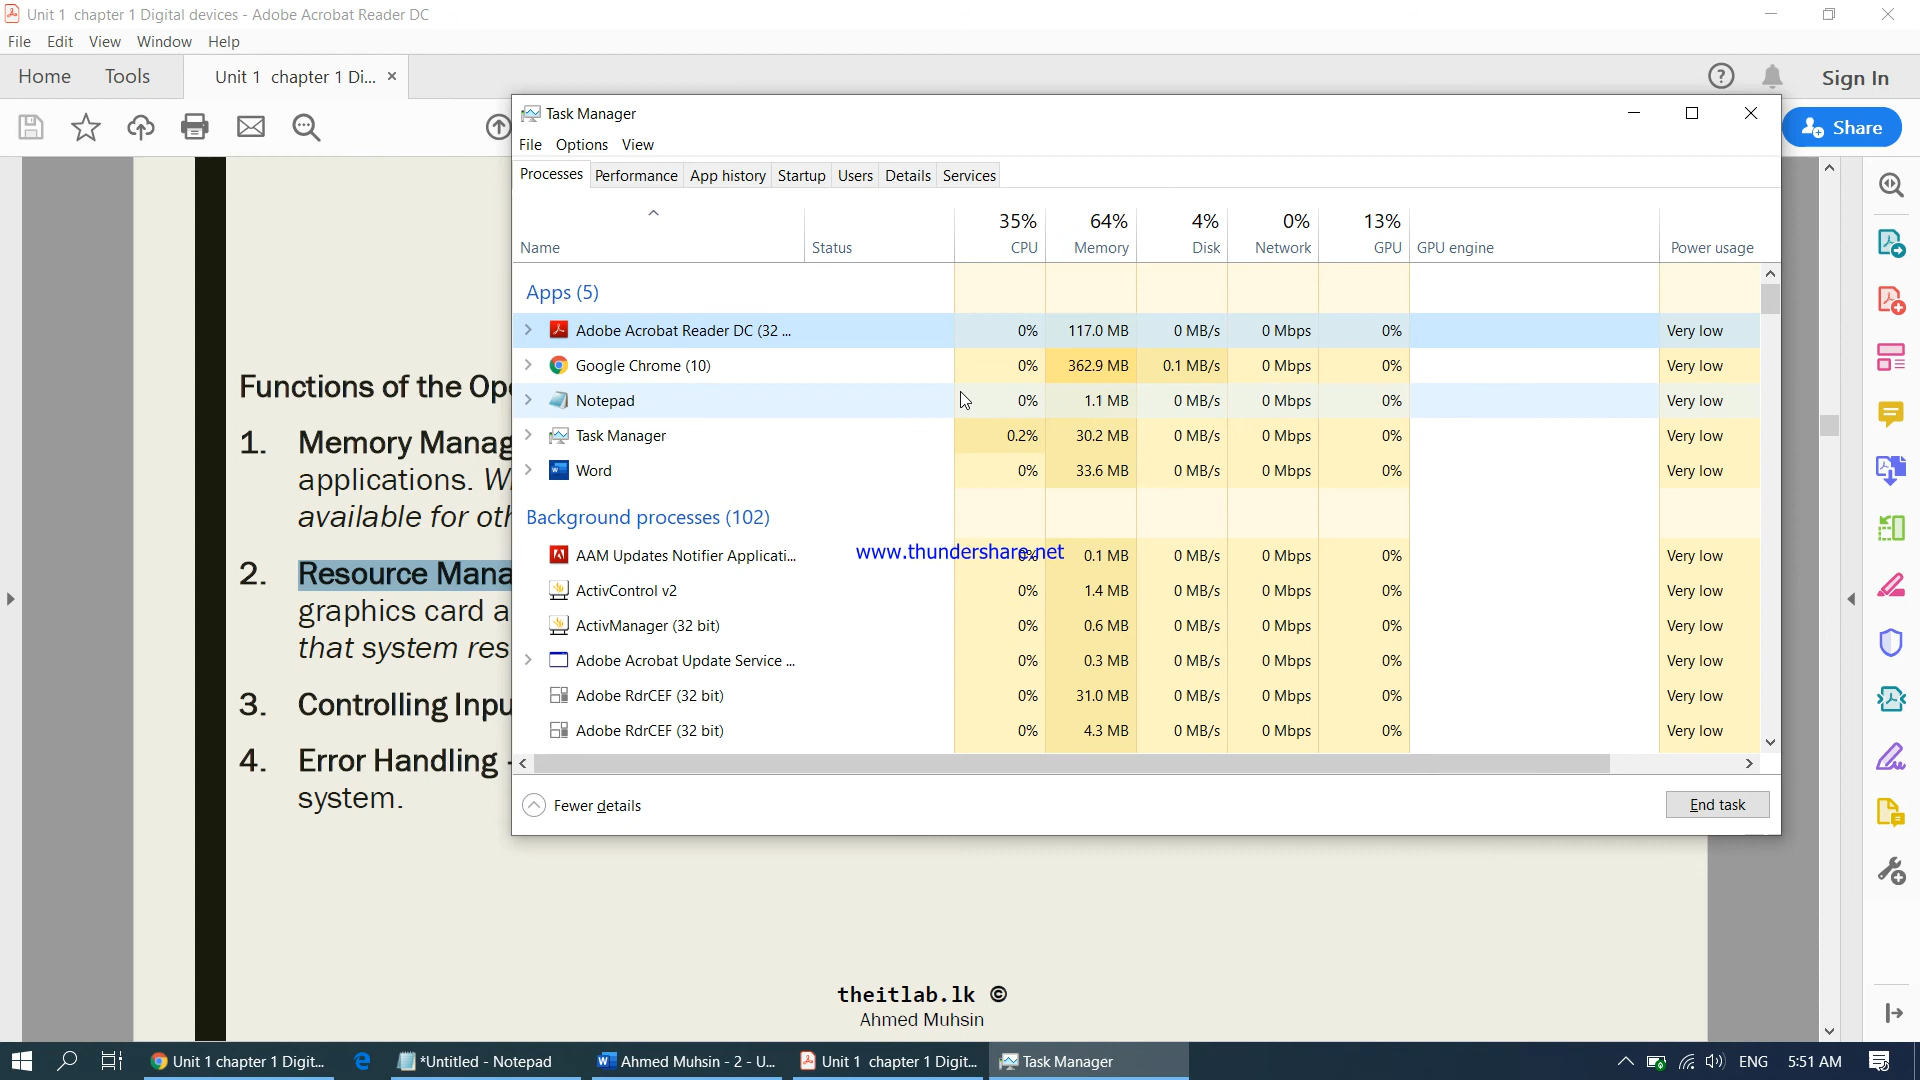 Unit 1  chapter 1 Digital devices - Adobe Acrobat Reader DC
File Edit View Window Help
Home Tools Unit 1  chapter 1 Di... ×
Sign In
Share
Functions of the Op
1. Memory Manag
applications. W
available for oth
2. Resource Mana
graphics card a
that system res
3. Controlling Inpu
4. Error Handling -
system.
theitlab.lk ©
Ahmed Muhsin
Task Manager
File Options View
Processes Performance App history Startup Users Details Services
35% 64% 4% 0% 13%
Name Status CPU Memory Disk Network GPU GPU engine Power usage
Apps (5)
Adobe Acrobat Reader DC (32 ... 0% 117.0 MB 0 MB/s 0 Mbps 0% Very low
Google Chrome (10) 0% 362.9 MB 0.1 MB/s 0 Mbps 0% Very low
Notepad 0% 1.1 MB 0 MB/s 0 Mbps 0% Very low
Task Manager 0.2% 30.2 MB 0 MB/s 0 Mbps 0% Very low
Word 0% 33.6 MB 0 MB/s 0 Mbps 0% Very low
Background processes (102)
www.thundershare.net
AAM Updates Notifier Applicati... 0% 0.1 MB 0 MB/s 0 Mbps 0% Very low
ActivControl v2 0% 1.4 MB 0 MB/s 0 Mbps 0% Very low
ActivManager (32 bit) 0% 0.6 MB 0 MB/s 0 Mbps 0% Very low
Adobe Acrobat Update Service ... 0% 0.3 MB 0 MB/s 0 Mbps 0% Very low
Adobe RdrCEF (32 bit) 0% 31.0 MB 0 MB/s 0 Mbps 0% Very low
Adobe RdrCEF (32 bit) 0% 4.3 MB 0 MB/s 0 Mbps 0% Very low
Fewer details End task
Unit 1 chapter 1 Digit... *Untitled - Notepad Ahmed Muhsin - 2 - U... Unit 1  chapter 1 Digit... Task Manager ENG 5:51 AM